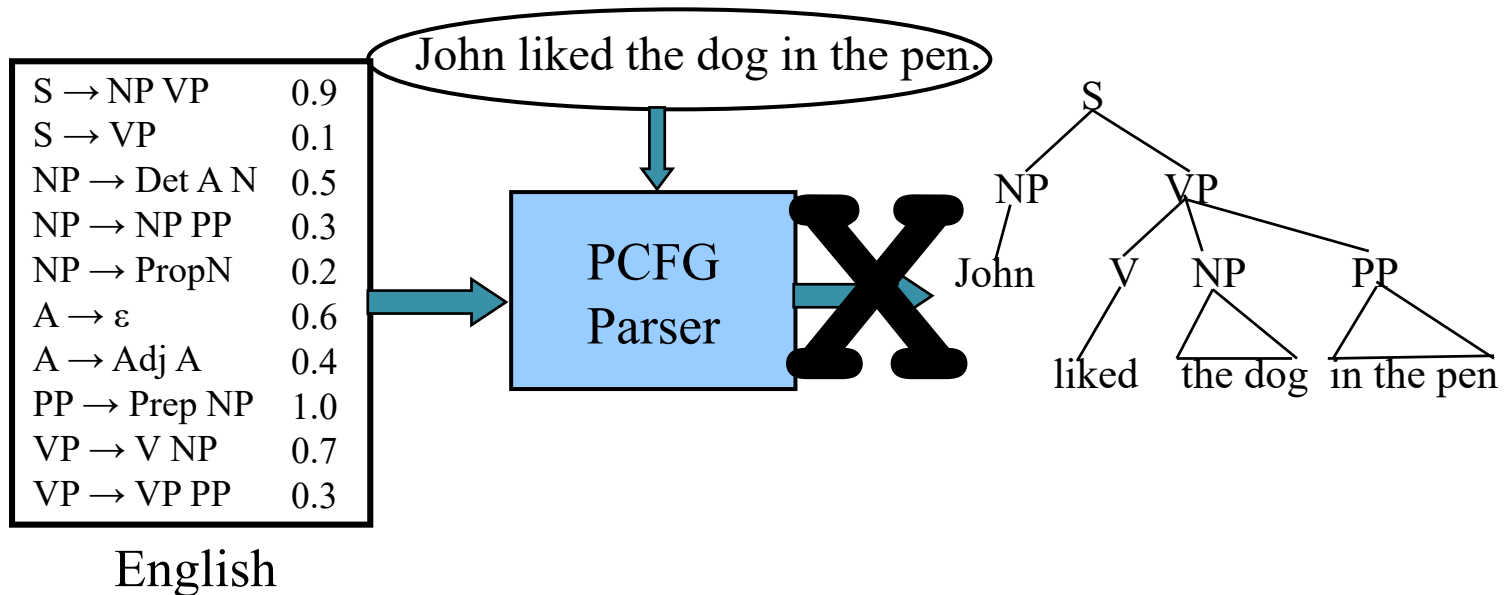 John liked the dog in the pen.
S → NP VP 0.9
S → VP 0.1
NP → Det A N 0.5
NP → NP PP 0.3
NP → PropN 0.2
A → ε 0.6
A → Adj A 0.4
PP → Prep NP 1.0
VP → V NP 0.7
VP → VP PP 0.3
English
PCFG
Parser
X
S
NP VP
John V NP PP
liked the dog in the pen